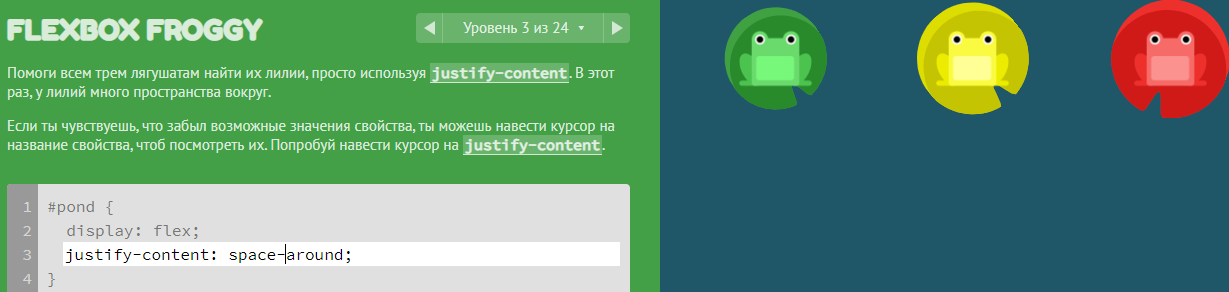 FLEXBOX FROGGY
Уровень 3 из 24
Помоги всем трем лягушатам найти их лилии, просто используя justify-content. В этот
раз, у лилий много пространства вокруг.
Если ты чувствуешь, что забыл возможные значения свойства, ты можешь навести курсор на
название свойства, чтоб посмотреть их. Попробуй навести курсор на justify-content.
1 #pond {
2 display: flex;
3 justify-content: space-around;
4 }